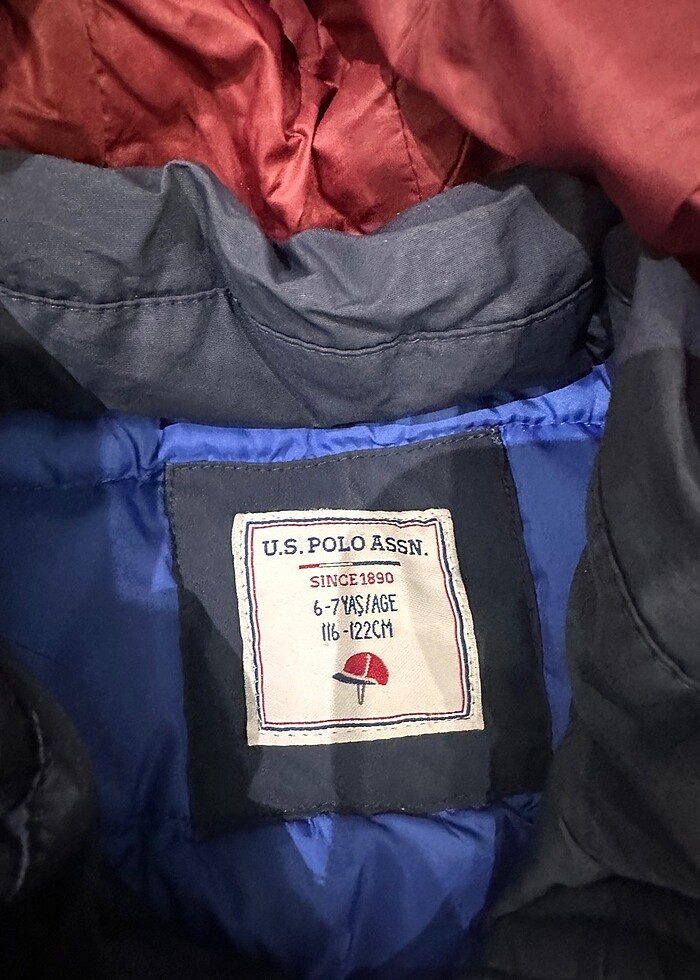 U.S. POLO ASSN.
SINCE 1890
6-7 YAŞ/AGE
116-122CM